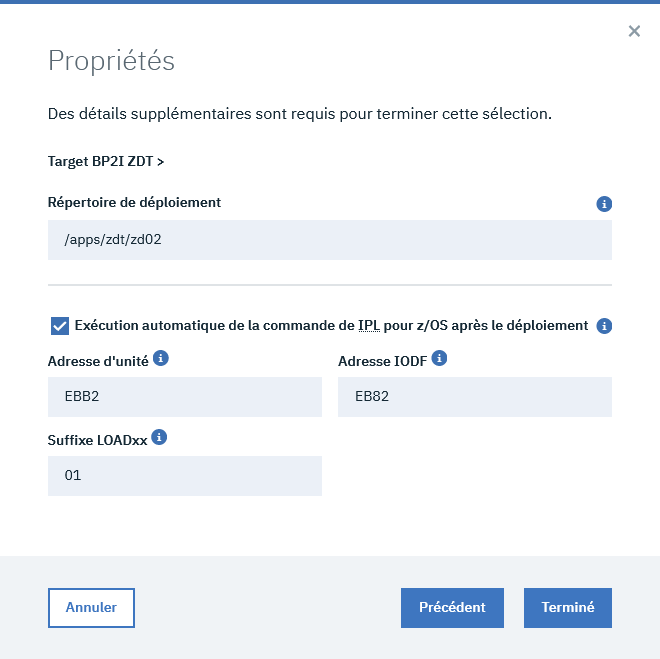 Propriétés
Des détails supplémentaires sont requis pour terminer cette sélection.
Target BP2I ZDT >
Répertoire de déploiement
/apps/zdt/zd02
Exécution automatique de la commande de IPL pour z/OS après le déploiement
Adresse d'unité
Adresse IODF
EBB2
EB82
Suffixe LOADxx
01
Annuler
Précédent
Terminé